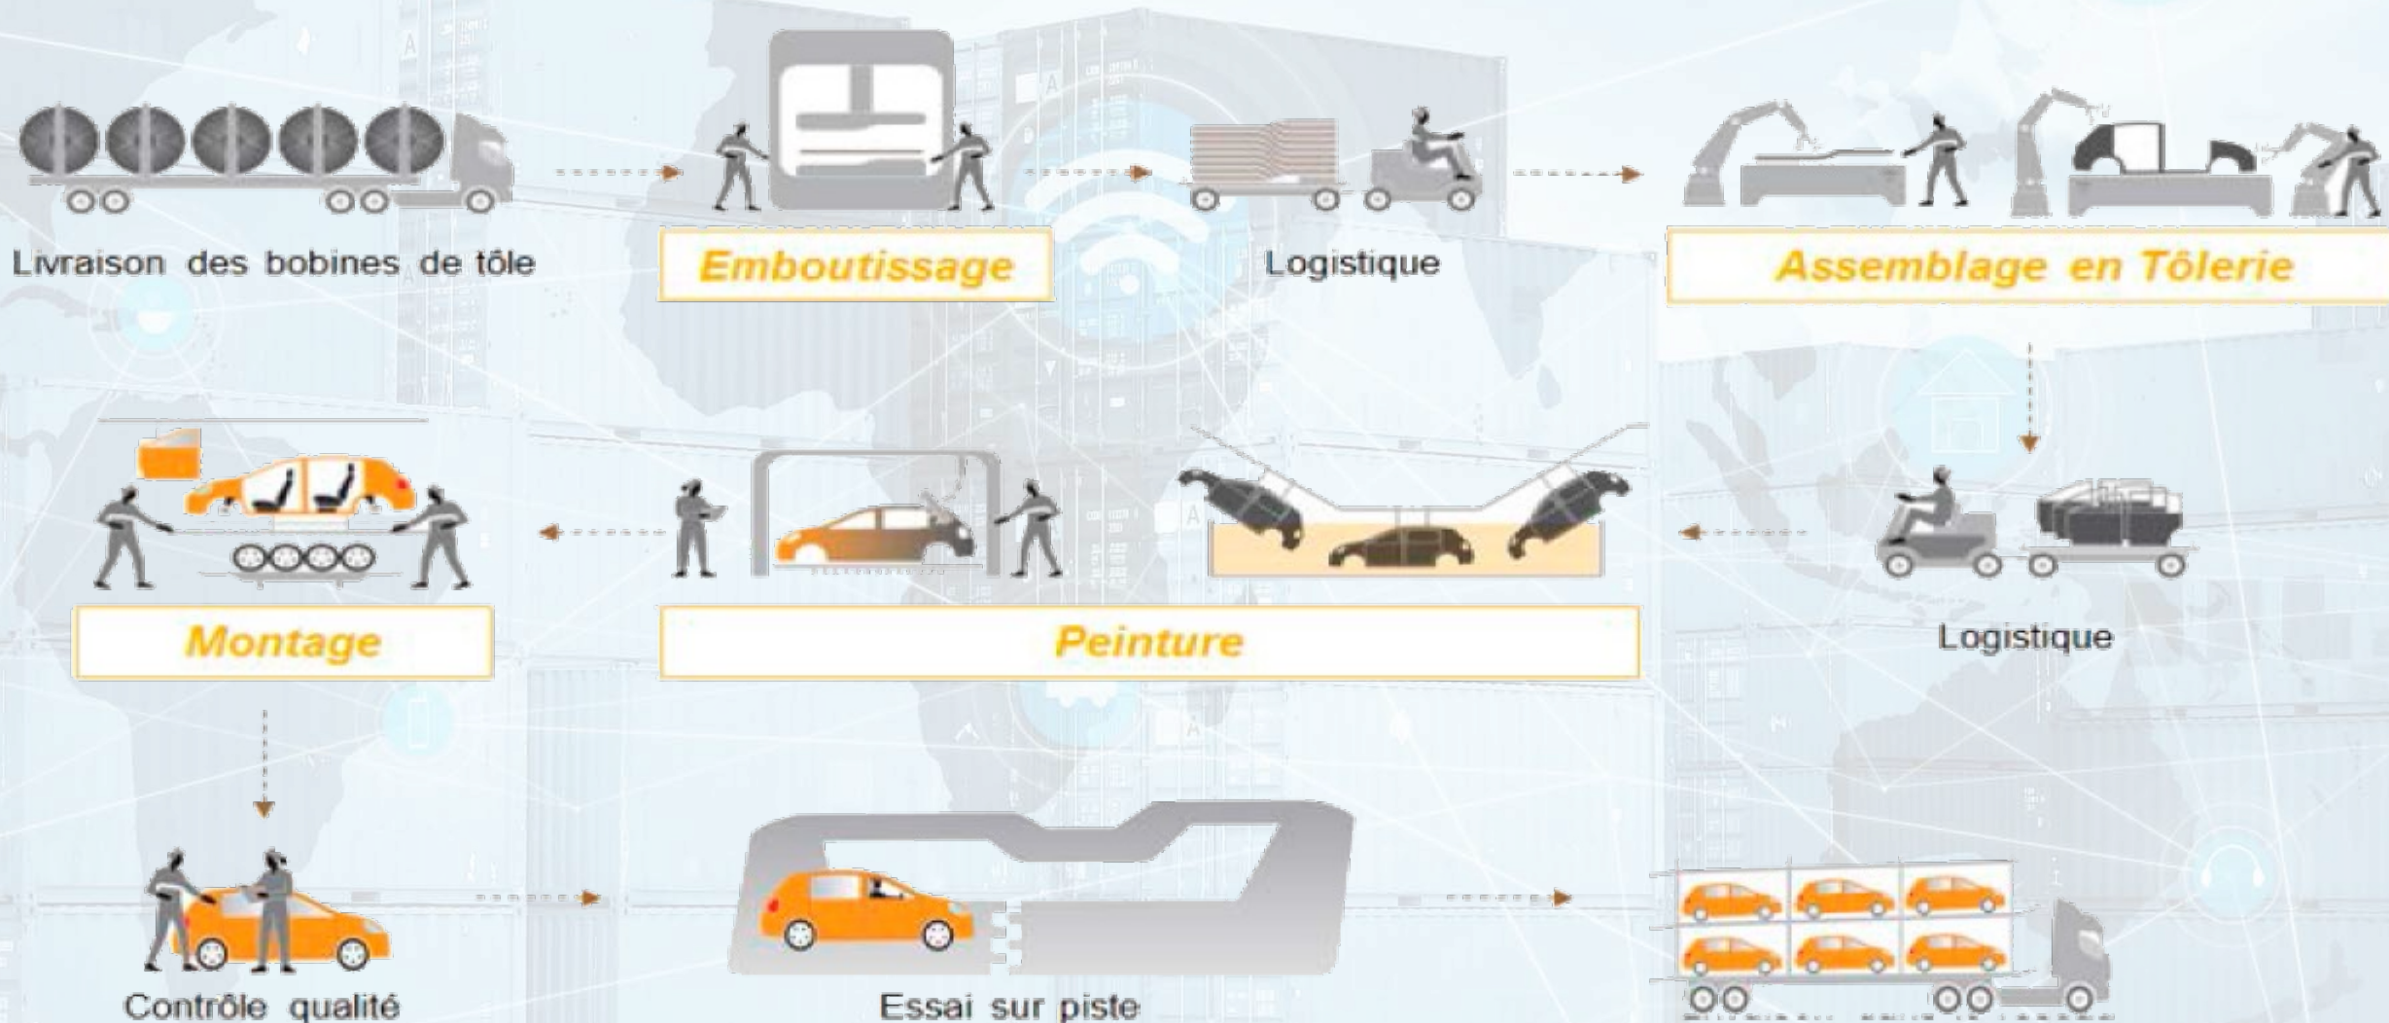 Livraison des bobines de tôle
Emboutissage
Logistique
Assemblage en Tôlerie
Montage
Peinture
Logistique
Contrôle qualité
Essai sur piste